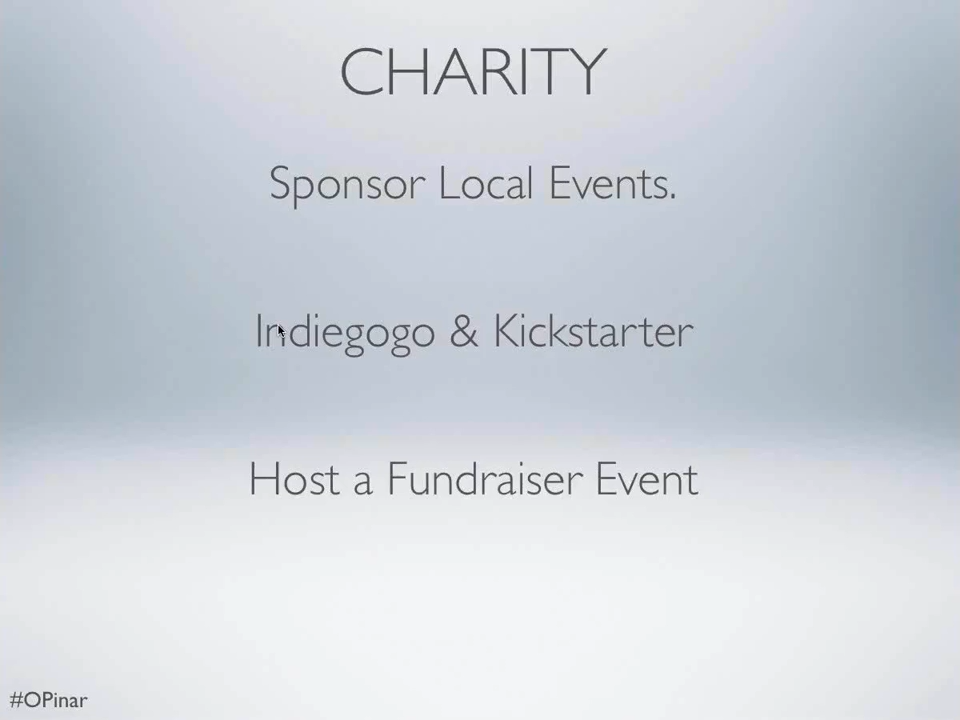 CHARITY
Sponsor Local Events.
Indiegogo & Kickstarter
Host a Fundraiser Event
#OPinar